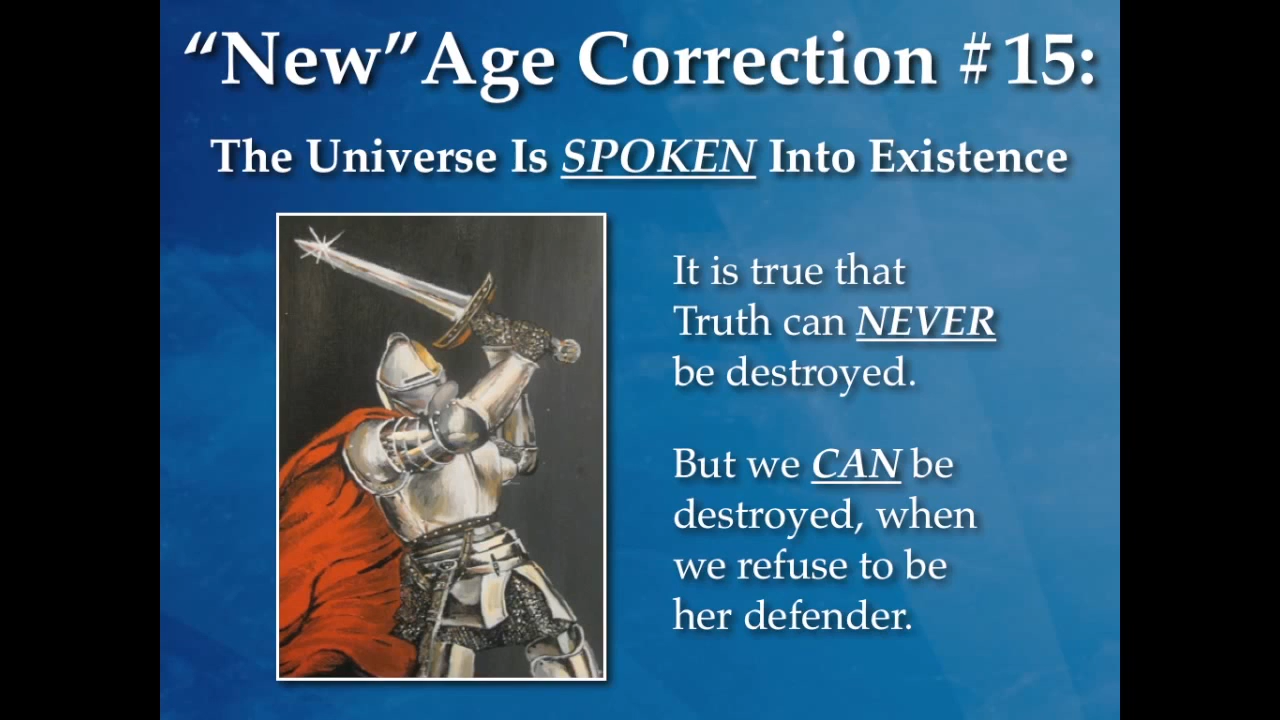 “New”Age Correction #15:
The Universe Is SPOKEN Into Existence
It is true that
Truth can NEVER
be destroyed.
But we CAN be
destroyed, when
we refuse to be
her defender.